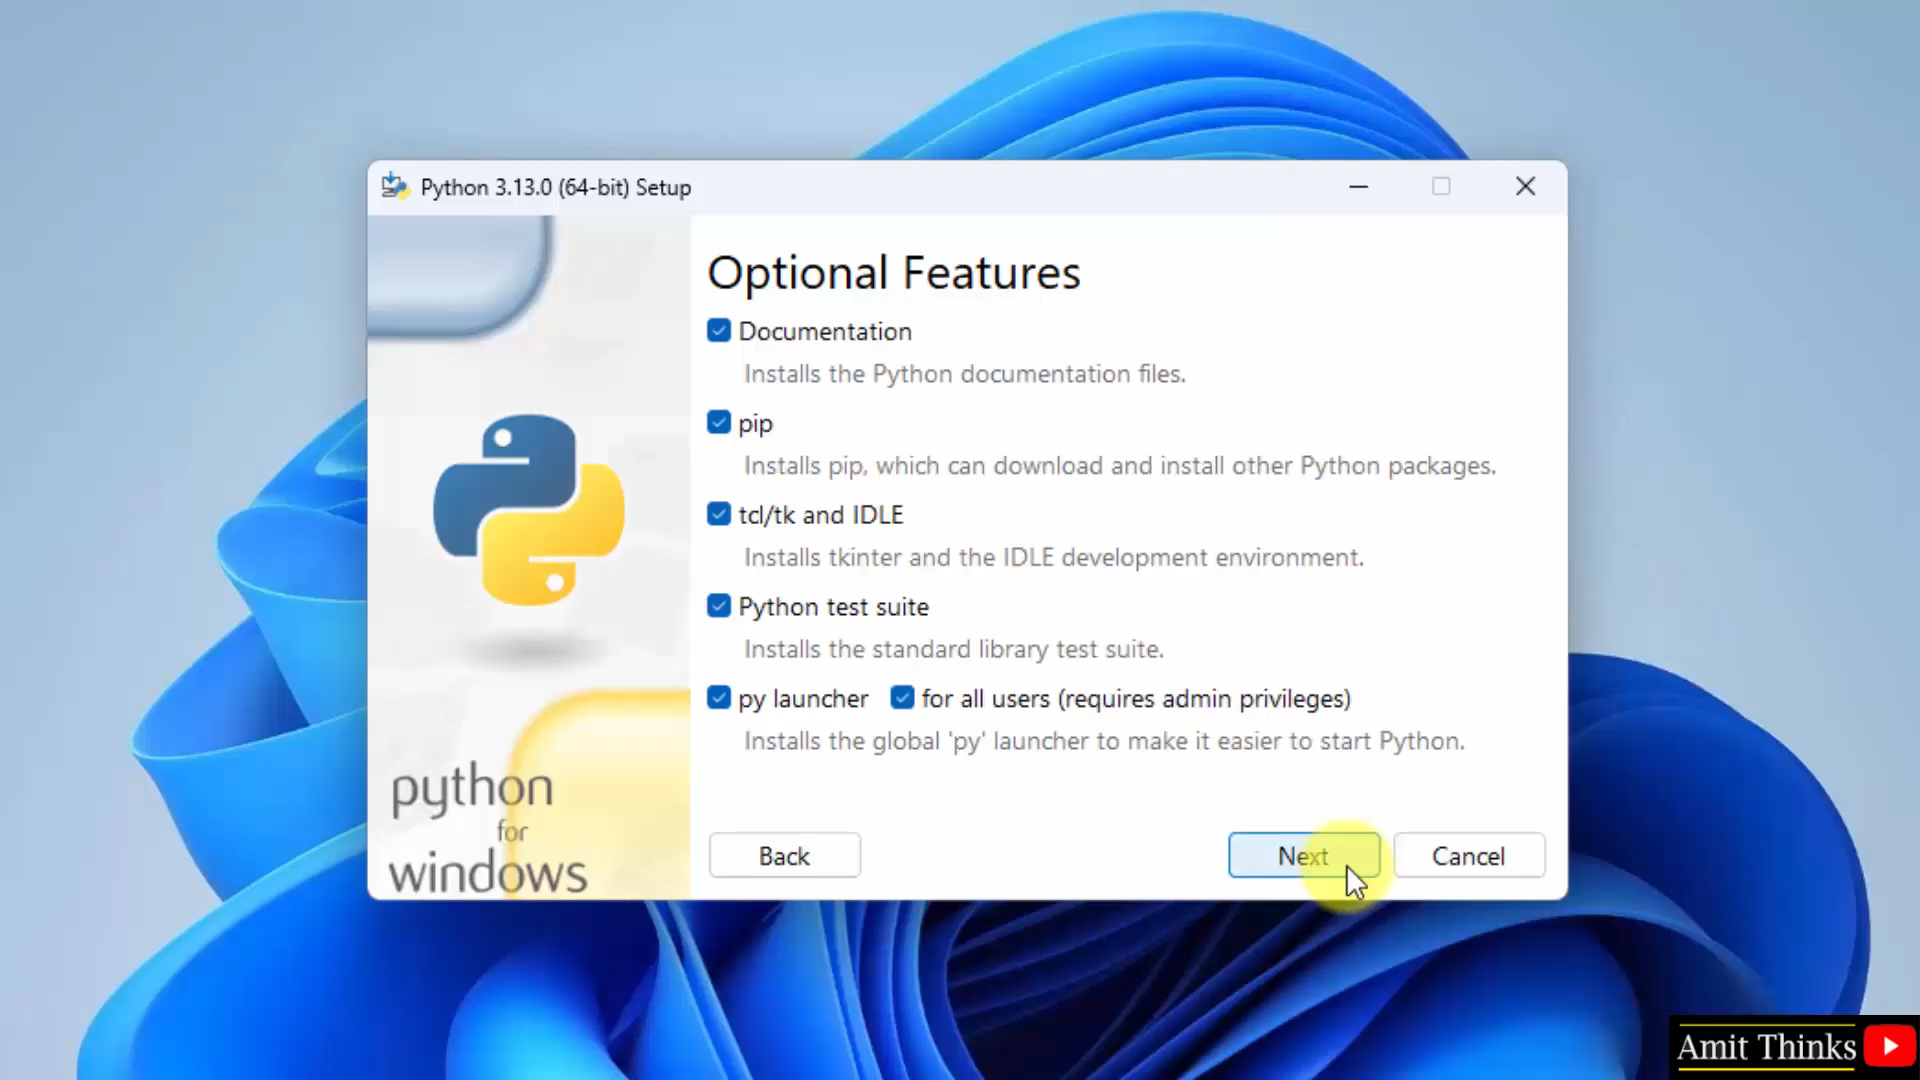 Python 3.13.0 (64-bit) Setup
Optional Features
Documentation
Installs the Python documentation files.
pip
Installs pip, which can download and install other Python packages.
tcl/tk and IDLE
Installs tkinter and the IDLE development environment.
Python test suite
Installs the standard library test suite.
py launcher for all users (requires admin privileges)
Installs the global 'py' launcher to make it easier to start Python.
python
for
windows
Back
Next
Cancel
Amit Thinks